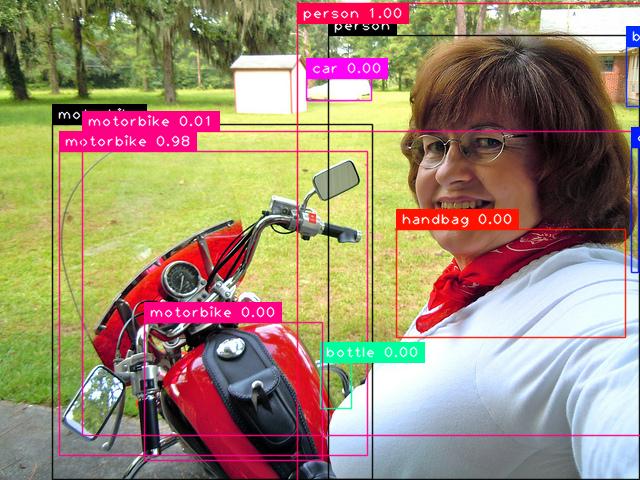 person 1.00
person
b
car 0.00
motorbike 0.01
motorbike 0.98
handbag 0.00
motorbike 0.00
bottle 0.00